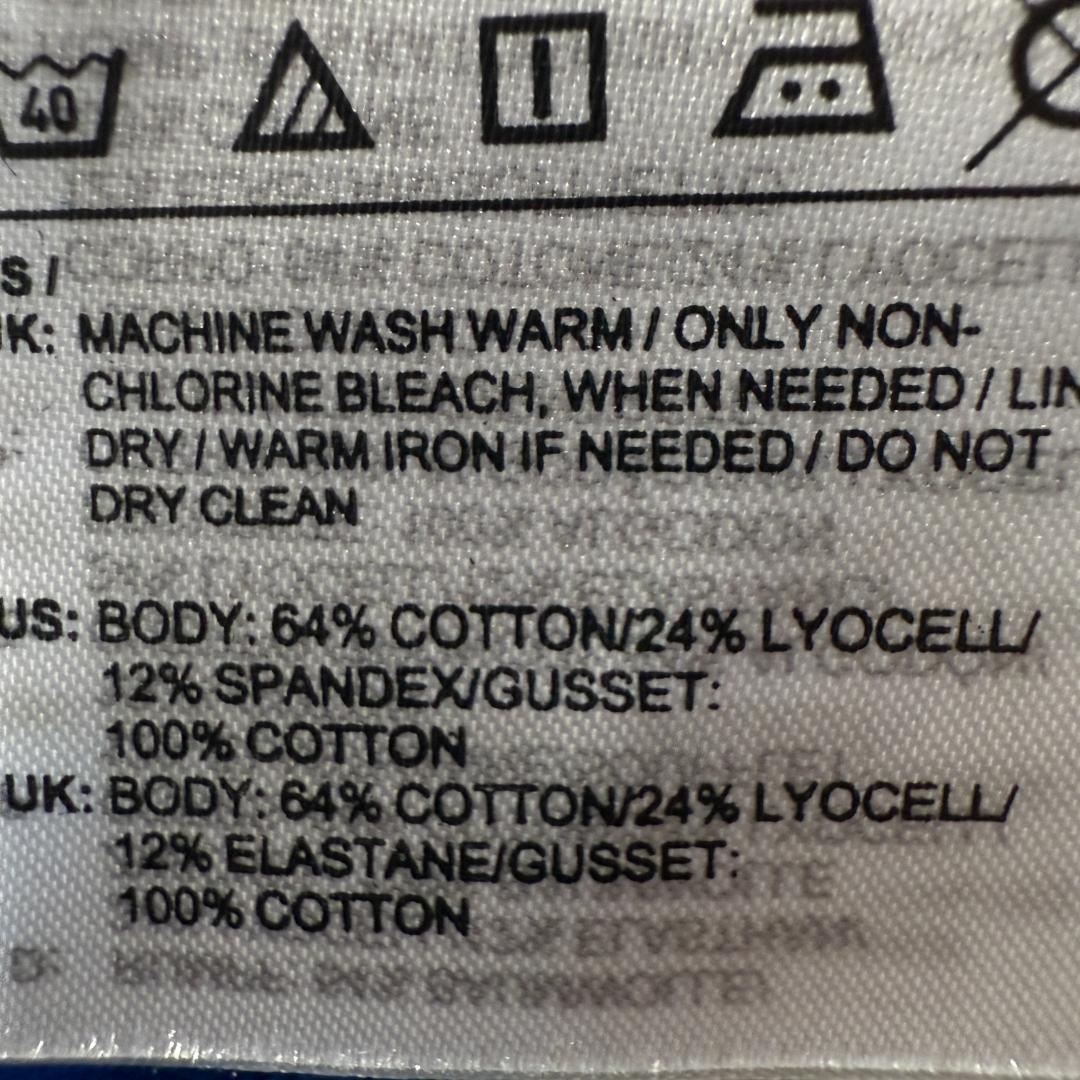 40
S /
K: MACHINE WASH WARM / ONLY NON-
CHLORINE BLEACH, WHEN NEEDED / LIN
DRY / WARM IRON IF NEEDED / DO NOT
DRY CLEAN
US: BODY: 64% COTTON/24% LYOCELL/
12% SPANDEX/GUSSET:
100% COTTON
UK: BODY: 64% COTTON/24% LYOCELL/
12% ELASTANE/GUSSET:
100% COTTON